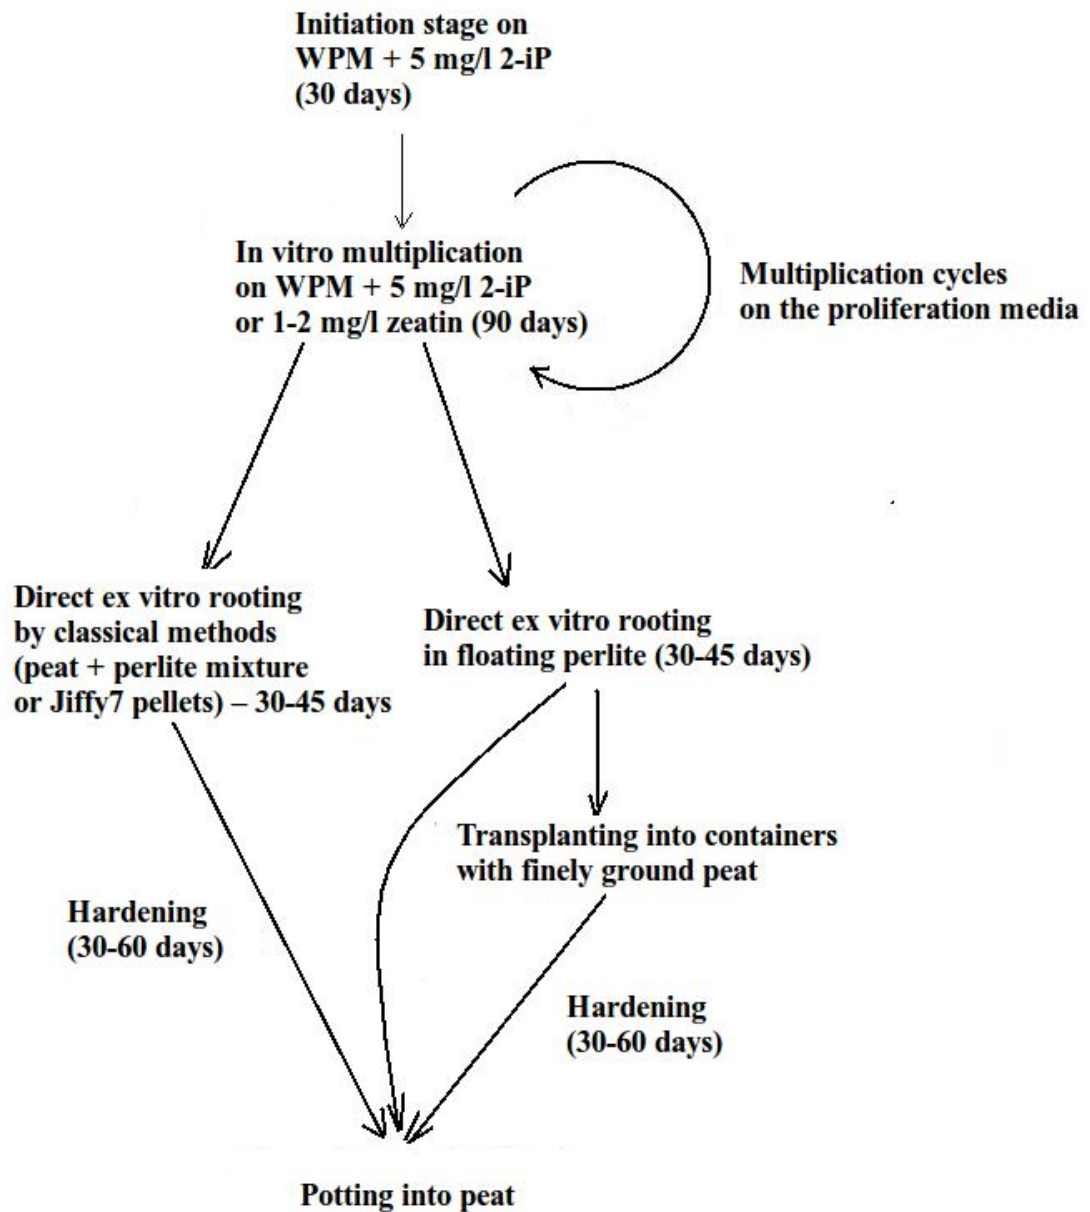 Initiation stage on
WPM + 5 mg/l 2-iP
(30 days)
In vitro multiplication
on WPM + 5 mg/l 2-iP
or 1-2 mg/l zeatin (90 days)
Multiplication cycles
on the proliferation media
Direct ex vitro rooting
by classical methods
(peat + perlite mixture
or Jiffy7 pellets) – 30-45 days
Direct ex vitro rooting
in floating perlite (30-45 days)
Transplanting into containers
with finely ground peat
Hardening
(30-60 days)
Hardening
(30-60 days)
Potting into peat